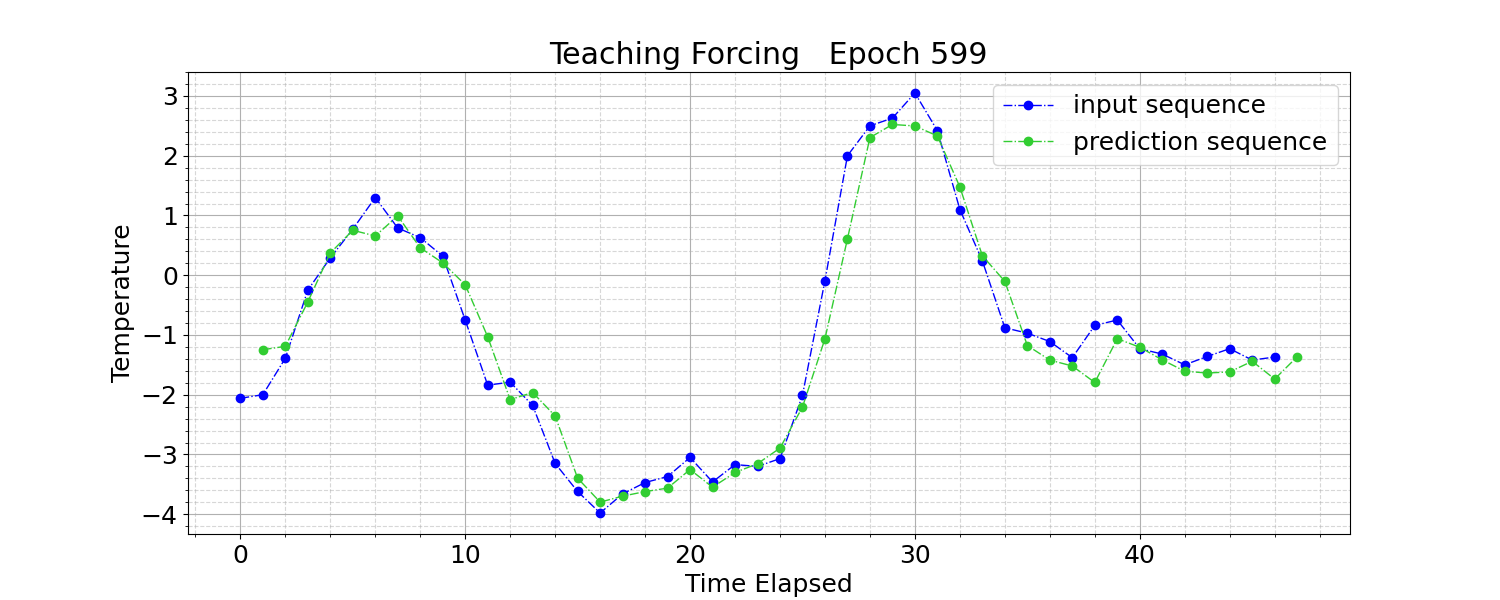 Teaching Forcing   Epoch 599
input sequence
prediction sequence
Temperature
3
2
1
0
−1
−2
−3
−4
0 10 20 30 40
Time Elapsed